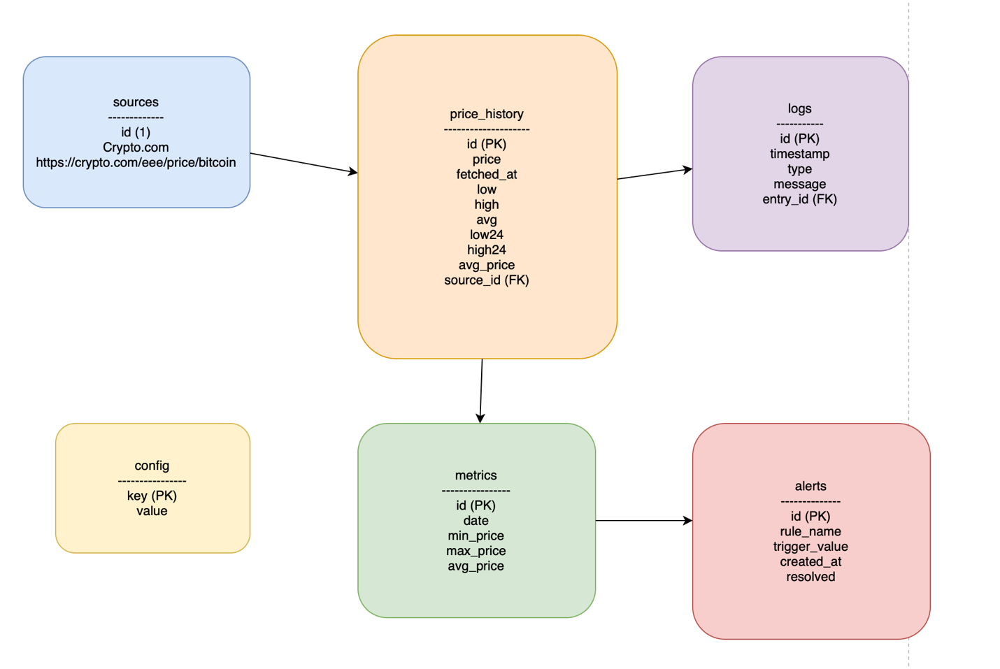 sources
-------------
id (1)
Crypto.com
https://crypto.com/eee/price/bitcoin
price_history
--------------------
id (PK)
price
fetched_at
low
high
avg
low24
high24
avg_price
source_id (FK)
logs
-----------
id (PK)
timestamp
type
message
entry_id (FK)
config
----------------
key (PK)
value
metrics
----------------
id (PK)
date
min_price
max_price
avg_price
alerts
--------------
id (PK)
rule_name
trigger_value
created_at
resolved